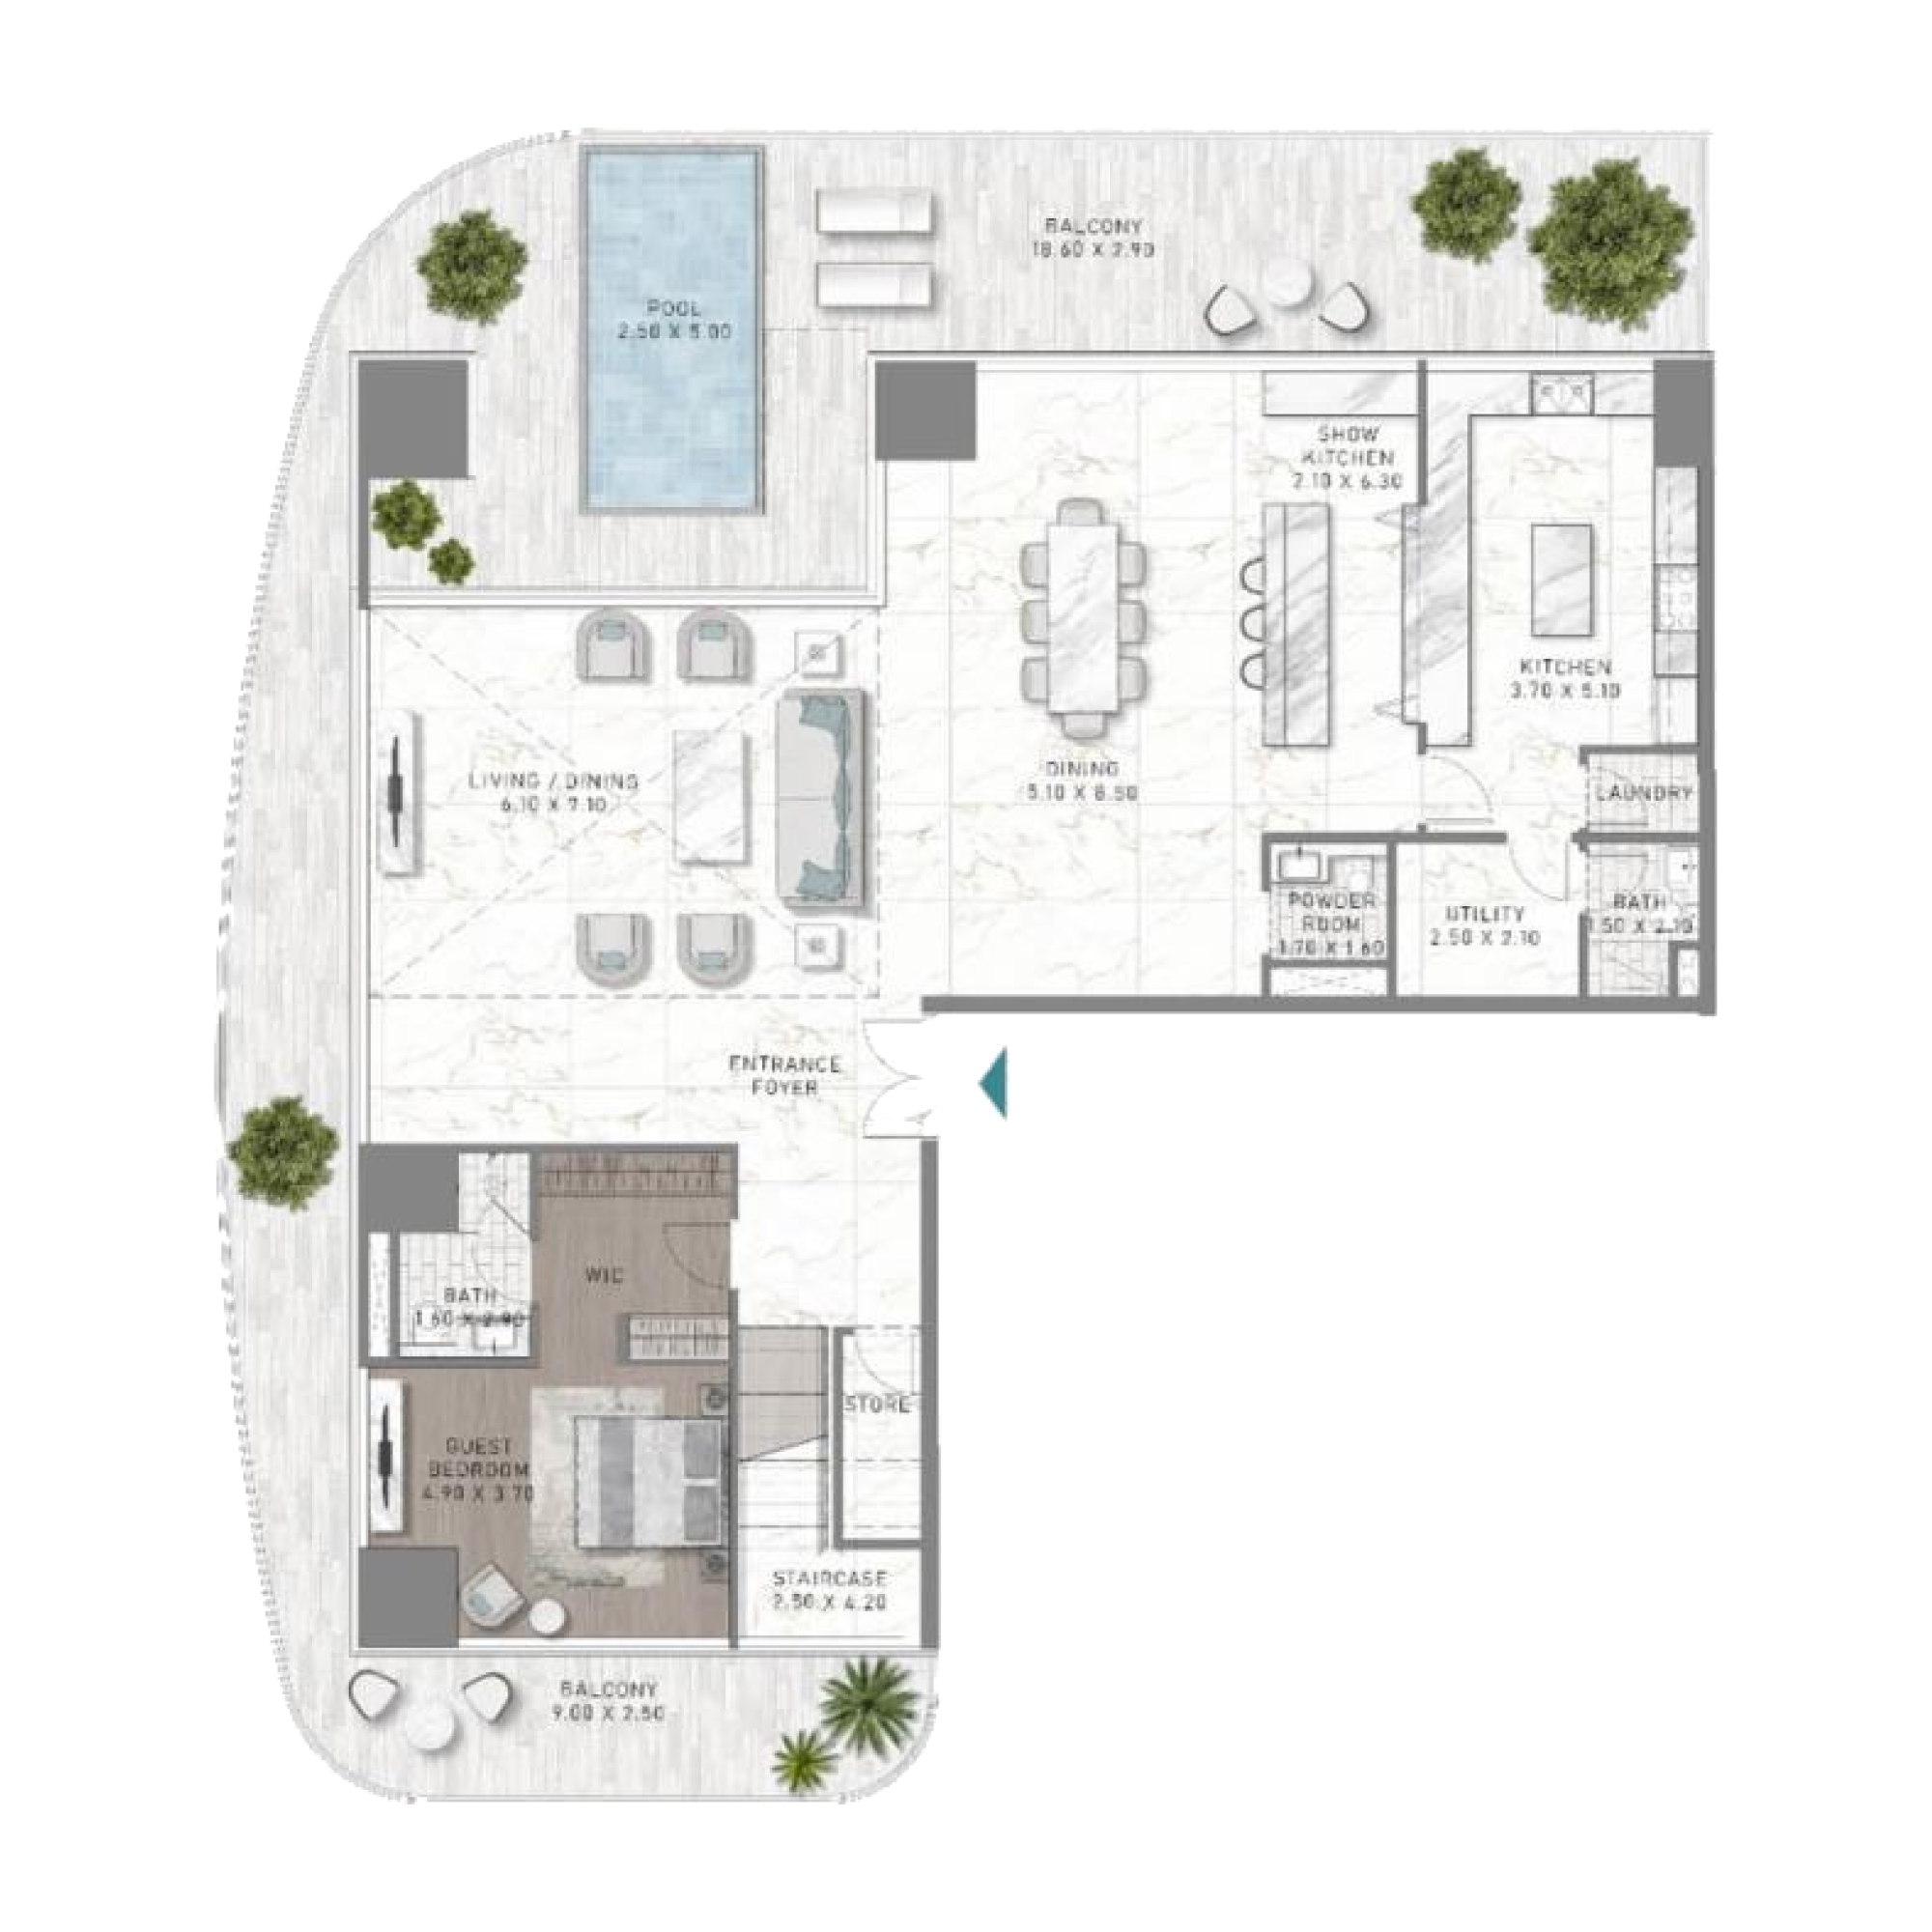 BALCONY
18.60 X 2.90
POOL
2.50 X 5.00
SHOW
KITCHEN
2.10 X 6.30
KITCHEN
3.70 X 5.10
LIVING / DINING
6.10 X 7.10
DINING
5.10 X 8.50
LAUNDRY
POWDER
ROOM
1.70 X 1.60
UTILITY
2.50 X 2.10
BATH
1.50 X 2.10
ENTRANCE
FOYER
WIC
BATH
1.60 X 2.90
STORE
GUEST
BEDROOM
4.90 X 3.70
STAIRCASE
2.50 X 4.20
BALCONY
9.00 X 2.50